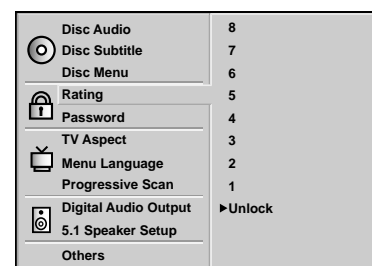 Disc Audio
Disc Subtitle
Disc Menu
Rating
Password
TV Aspect
Menu Language
Progressive Scan
Digital Audio Output
5.1 Speaker Setup
Others
8
7
6
5
4
3
2
1
Unlock